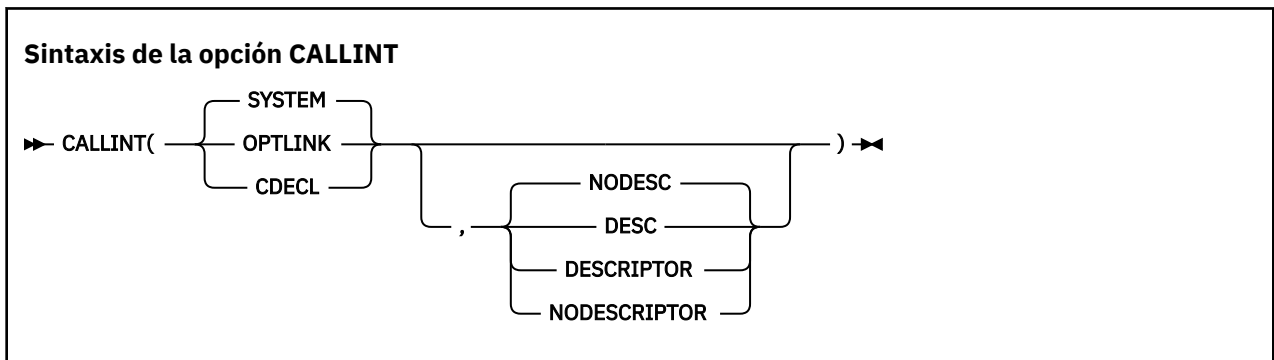 Sintaxis de la opción CALLINT
SYSTEM
CALLINT( OPTLINK )
CDECL
NODESC
, DESC
DESCRIPTOR
NODESCRIPTOR